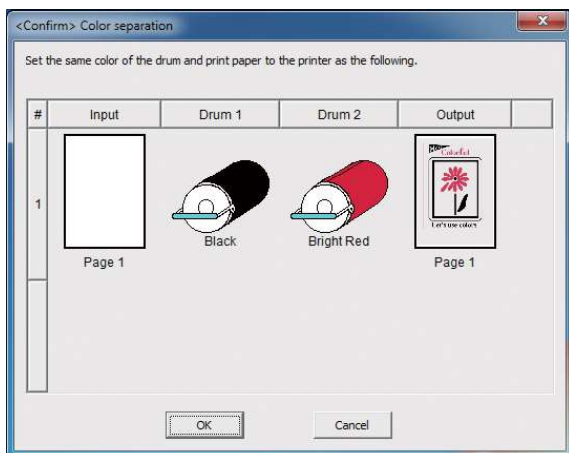 <Confirm> Color separation
Set the same color of the drum and print paper to the printer as the following.
# Input Drum 1 Drum 2 Output
1
Colorful
Let's use colors
Black Bright Red
Page 1 Page 1
OK Cancel